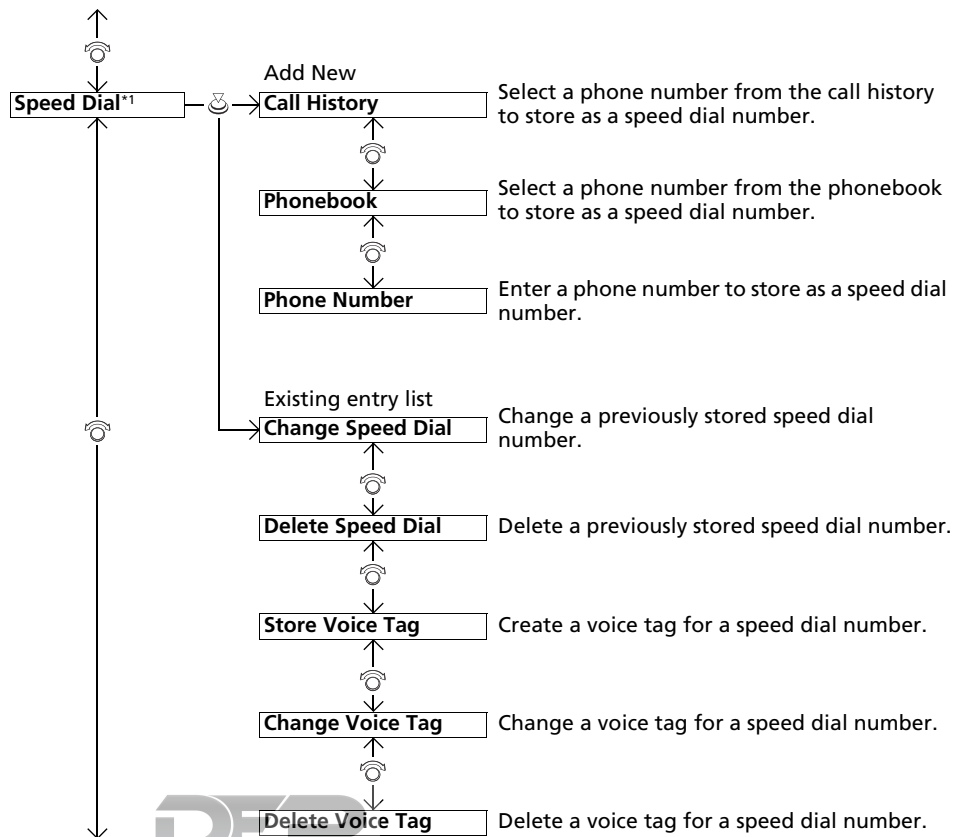 Add New
Speed Dial*1
Call History
Select a phone number from the call history
to store as a speed dial number.
Phonebook
Select a phone number from the phonebook
to store as a speed dial number.
Phone Number
Enter a phone number to store as a speed dial
number.
Existing entry list
Change Speed Dial
Change a previously stored speed dial
number.
Delete Speed Dial
Delete a previously stored speed dial number.
Store Voice Tag
Create a voice tag for a speed dial number.
Change Voice Tag
Change a voice tag for a speed dial number.
Delete Voice Tag
Delete a voice tag for a speed dial number.